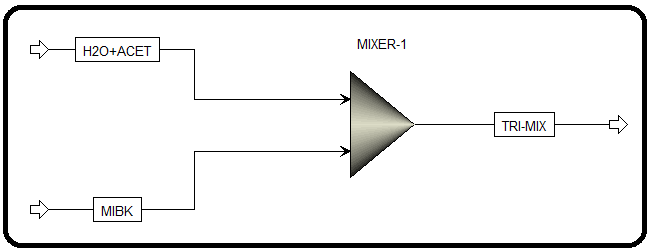 H2O+ACET
MIXER-1
TRI-MIX
MIBK